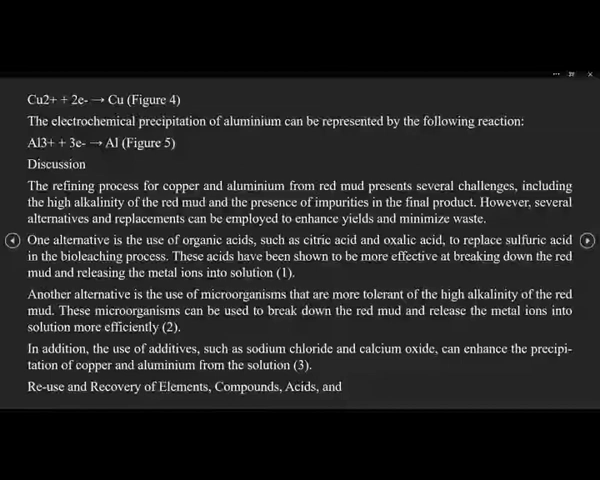 Cu2+ + 2e- → Cu (Figure 4)
The electrochemical precipitation of aluminium can be represented by the following reaction:
Al3+ + 3e- → Al (Figure 5)
Discussion
The refining process for copper and aluminium from red mud presents several challenges, including
the high alkalinity of the red mud and the presence of impurities in the final product. However, several
alternatives and replacements can be employed to enhance yields and minimize waste.
One alternative is the use of organic acids, such as citric acid and oxalic acid, to replace sulfuric acid
in the bioleaching process. These acids have been shown to be more effective at breaking down the red
mud and releasing the metal ions into solution (1).
Another alternative is the use of microorganisms that are more tolerant of the high alkalinity of the red
mud. These microorganisms can be used to break down the red mud and release the metal ions into
solution more efficiently (2).
In addition, the use of additives, such as sodium chloride and calcium oxide, can enhance the precipi-
tation of copper and aluminium from the solution (3).
Re-use and Recovery of Elements, Compounds, Acids, and